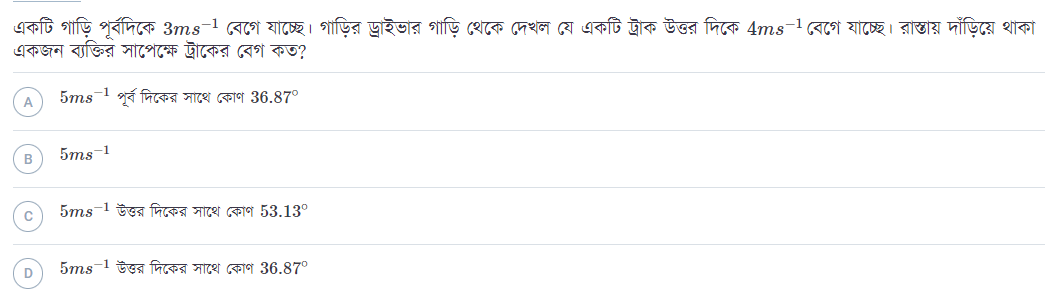 একটি গাড়ি পূর্বদিকে 3ms⁻¹ বেগে যাচ্ছে। গাড়ির ড্রাইভার গাড়ি থেকে দেখল যে একটি ট্রাক উত্তর দিকে 4ms⁻¹ বেগে যাচ্ছে। রাস্তায় দাঁড়িয়ে থাকা
একজন ব্যক্তির সাপেক্ষে ট্রাকের বেগ কত?
A 5ms⁻¹ পূর্ব দিকের সাথে কোণ 36.87°
B 5ms⁻¹
C 5ms⁻¹ উত্তর দিকের সাথে কোণ 53.13°
D 5ms⁻¹ উত্তর দিকের সাথে কোণ 36.87°